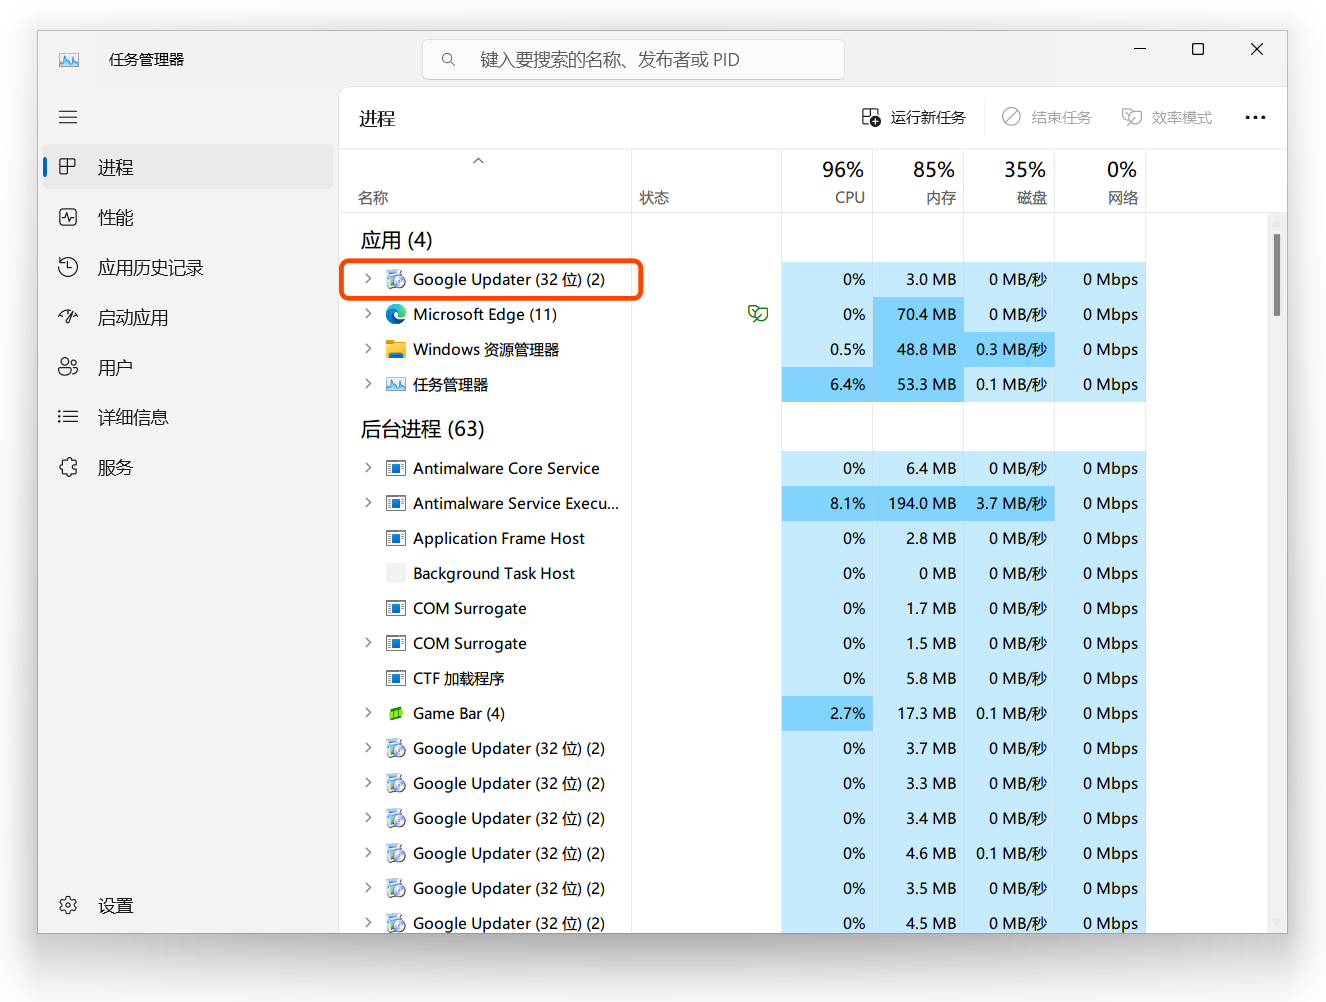 任务管理器
键入要搜索的名称、发布者或 PID
进程
运行新任务
结束任务
效率模式
进程
性能
应用历史记录
启动应用
用户
详细信息
服务
设置
96% 85% 35% 0%
名称 状态 CPU 内存 磁盘 网络
应用 (4)
Google Updater (32 位) (2) 0% 3.0 MB 0 MB/秒 0 Mbps
Microsoft Edge (11) 0% 70.4 MB 0 MB/秒 0 Mbps
Windows 资源管理器 0.5% 48.8 MB 0.3 MB/秒 0 Mbps
任务管理器 6.4% 53.3 MB 0.1 MB/秒 0 Mbps
后台进程 (63)
Antimalware Core Service 0% 6.4 MB 0 MB/秒 0 Mbps
Antimalware Service Execu... 8.1% 194.0 MB 3.7 MB/秒 0 Mbps
Application Frame Host 0% 2.8 MB 0 MB/秒 0 Mbps
Background Task Host 0% 0 MB 0 MB/秒 0 Mbps
COM Surrogate 0% 1.7 MB 0 MB/秒 0 Mbps
COM Surrogate 0% 1.5 MB 0 MB/秒 0 Mbps
CTF 加载程序 0% 5.8 MB 0 MB/秒 0 Mbps
Game Bar (4) 2.7% 17.3 MB 0.1 MB/秒 0 Mbps
Google Updater (32 位) (2) 0% 3.7 MB 0 MB/秒 0 Mbps
Google Updater (32 位) (2) 0% 3.3 MB 0 MB/秒 0 Mbps
Google Updater (32 位) (2) 0% 3.4 MB 0 MB/秒 0 Mbps
Google Updater (32 位) (2) 0% 4.6 MB 0.1 MB/秒 0 Mbps
Google Updater (32 位) (2) 0% 3.5 MB 0 MB/秒 0 Mbps
Google Updater (32 位) (2) 0% 4.5 MB 0 MB/秒 0 Mbps